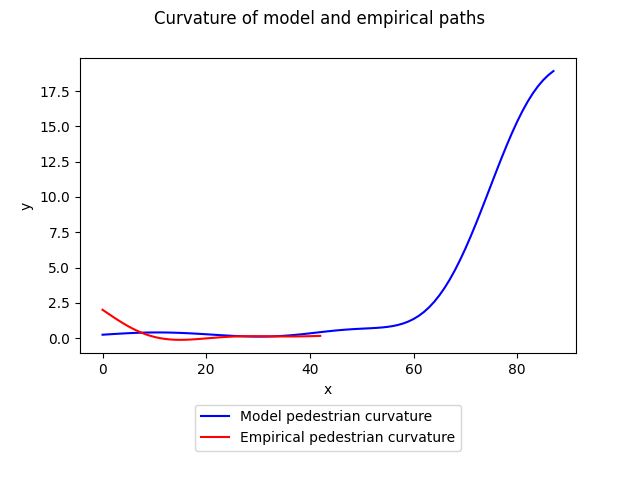 Curvature of model and empirical paths
17.5
15.0
12.5
10.0
7.5
5.0
2.5
0.0
y
0 20 40 60 80
x
Model pedestrian curvature
Empirical pedestrian curvature